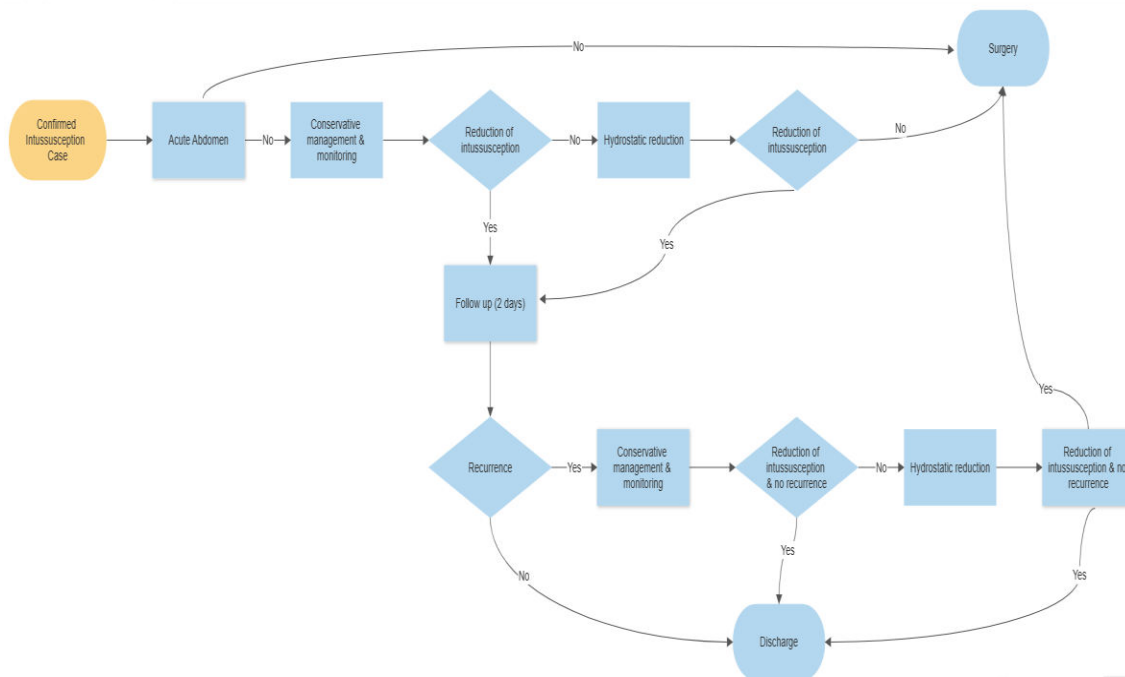 No
Surgery
Confirmed
Intussusception
Case
Acute Abdomen
No
Conservative
management &
monitoring
Reduction of
intussusception
No
Hydrostatic reduction
Reduction of
intussusception
No
Yes
Yes
Follow up (2 days)
Yes
Recurrence
Yes
Conservative
management &
monitoring
Reduction of
intussusception
& no recurrence
No
Hydrostatic reduction
Reduction of
intussusception & no
recurrence
No
Yes
Yes
Discharge